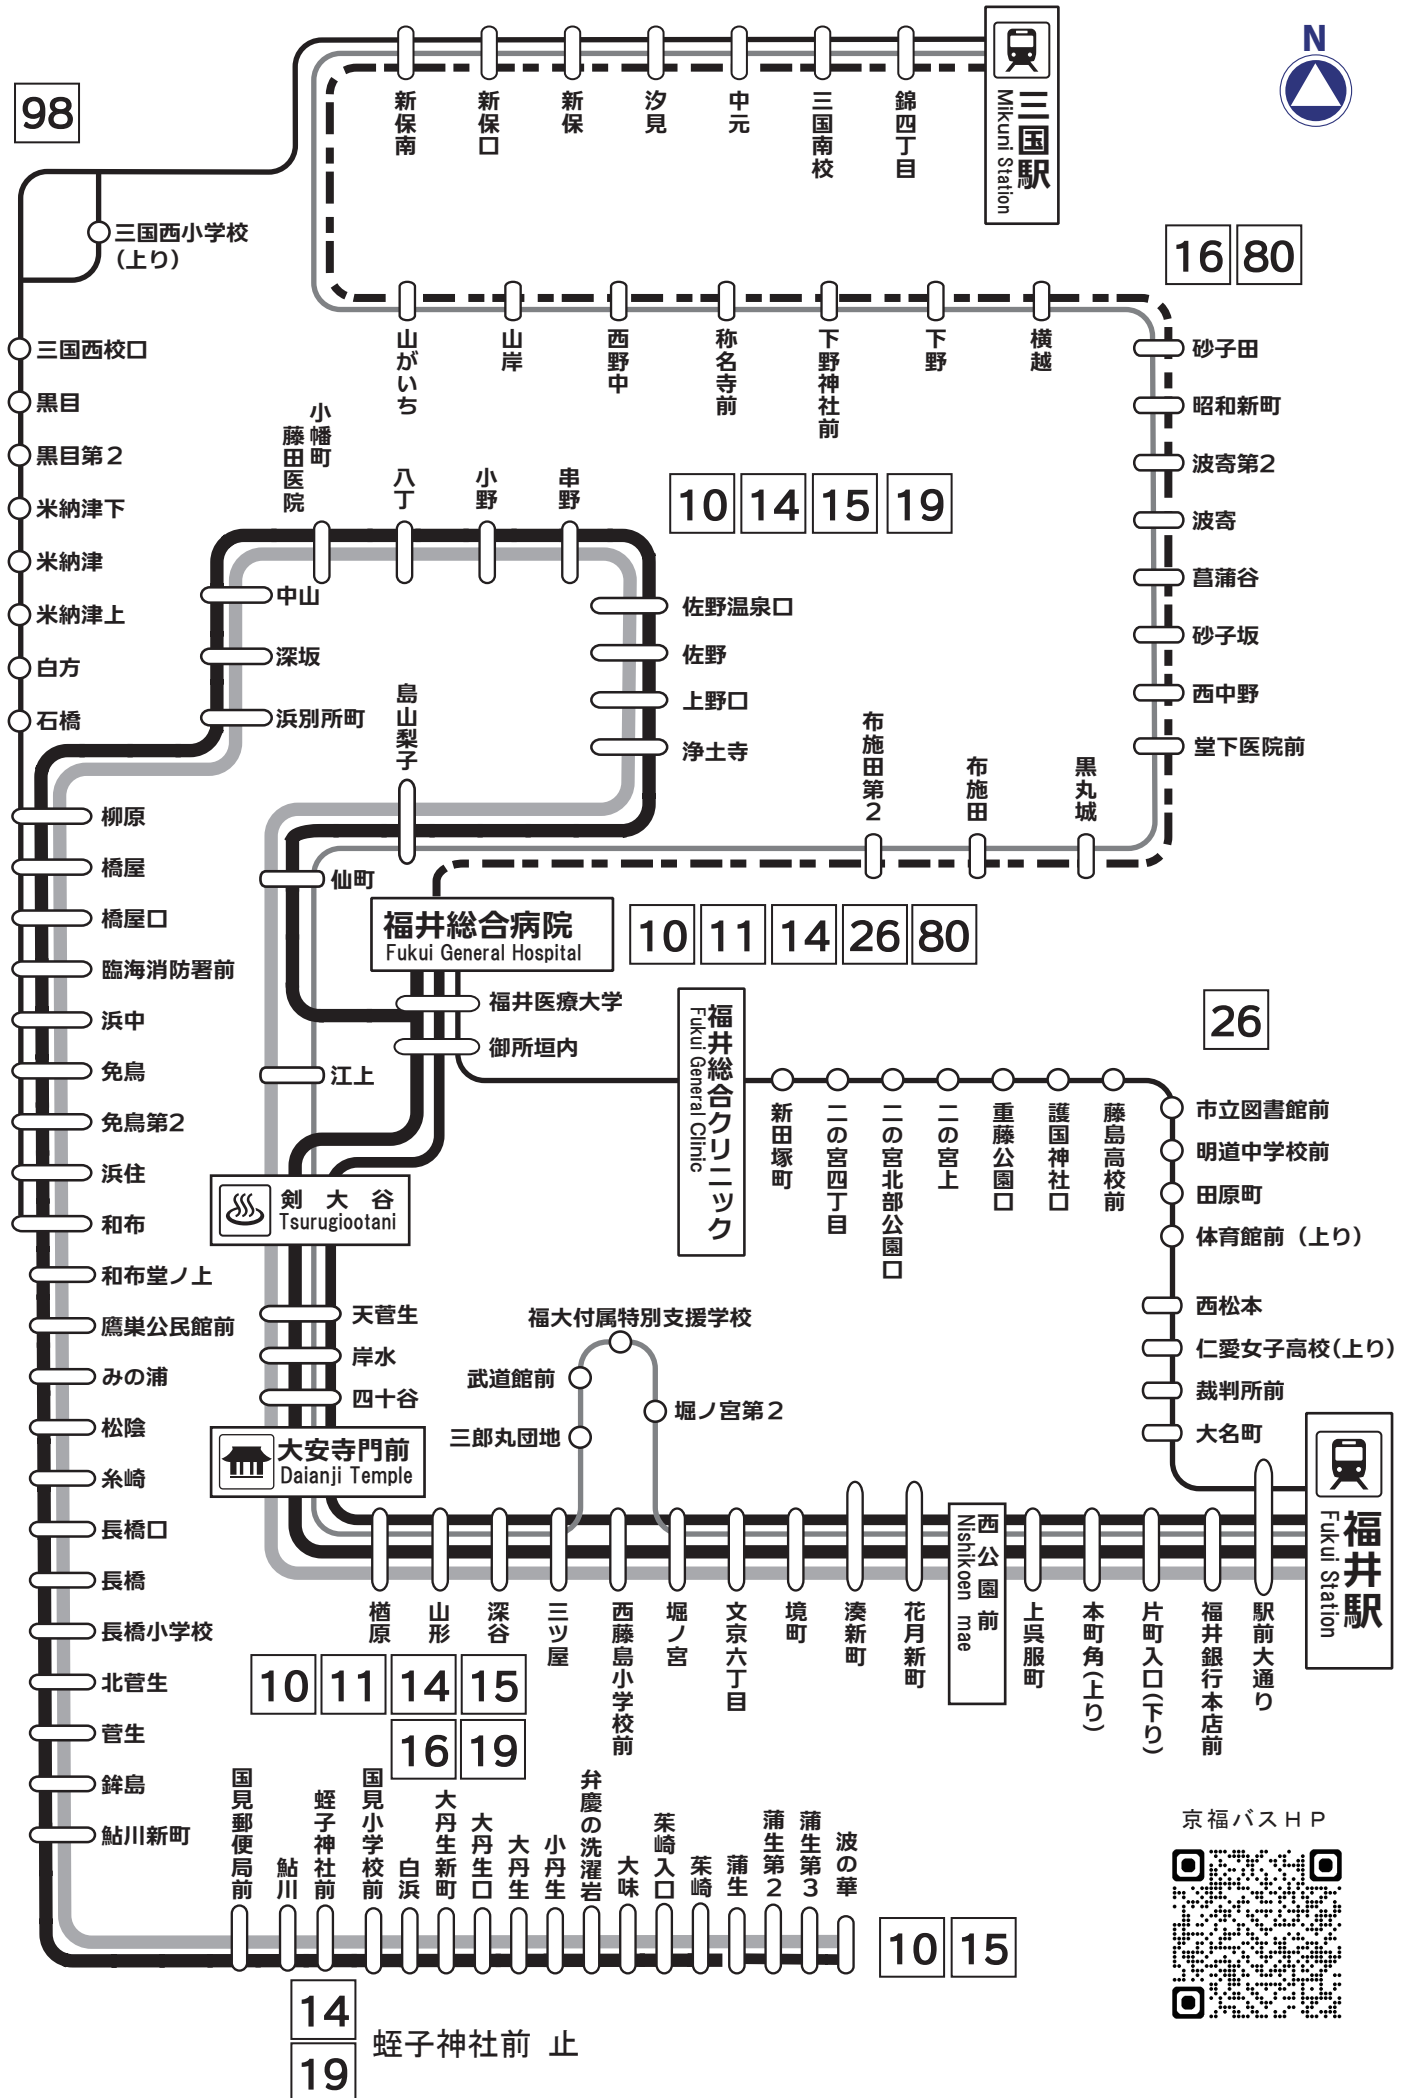 N
98
新保南
新保口
新保
汐見
中元
三国南校
錦四丁目
三国駅
Mikuni Station
三国西小学校
(上り)
16 80
山がいち
山岸
西野中
称名寺前
下野神社前
下野
横越
砂子田
昭和新町
波寄第2
波寄
菖蒲谷
砂子坂
西中野
堂下医院前
三国西校口
黒目
黒目第2
米納津下
米納津
米納津上
白方
石橋
小幡町
藤田医院
八丁
小野
串野
10 14 15 19
中山
深坂
浜別所町
佐野温泉口
佐野
上野口
浄土寺
島山梨子
布施田第2
布施田
黒丸城
仙町
福井総合病院
Fukui General Hospital
10 11 14 26 80
福井医療大学
御所垣内
江上
福井総合クリニック
Fukui General Clinic
26
新田塚町
二の宮四丁目
二の宮北部公園口
二の宮上
重藤公園口
護国神社口
藤島高校前
市立図書館前
明道中学校前
田原町
体育館前（上り）
西松本
仁愛女子高校(上り)
裁判所前
大名町
柳原
橋屋
橋屋口
臨海消防署前
浜中
免鳥
免鳥第2
浜住
和布
和布堂ノ上
鷹巣公民館前
みの浦
松陰
糸崎
長橋口
長橋
長橋小学校
北菅生
菅生
鉾島
鮎川新町
剣大谷
Tsurugiootani
天菅生
岸水
四十谷
大安寺門前
Daianji Temple
福大付属特別支援学校
武道館前
三郎丸団地
堀ノ宮第2
楢原
山形
深谷
三ツ屋
西藤島小学校前
堀ノ宮
文京六丁目
境町
湊新町
花月新町
西公園前
Nishikoen mae
上呉服町
本町角(上り)
片町入口(下り)
福井銀行本店前
駅前大通り
福井駅
Fukui Station
10 11 14 15
16 19
国見郵便局前
鮎川
蛭子神社前
国見小学校前
白浜
大丹生新町
大丹生口
大丹生
小丹生
弁慶の洗濯岩
大味
茱崎入口
茱崎
蒲生
蒲生第2
蒲生第3
波の華
10 15
14
19
蛭子神社前 止
京福バスＨＰ